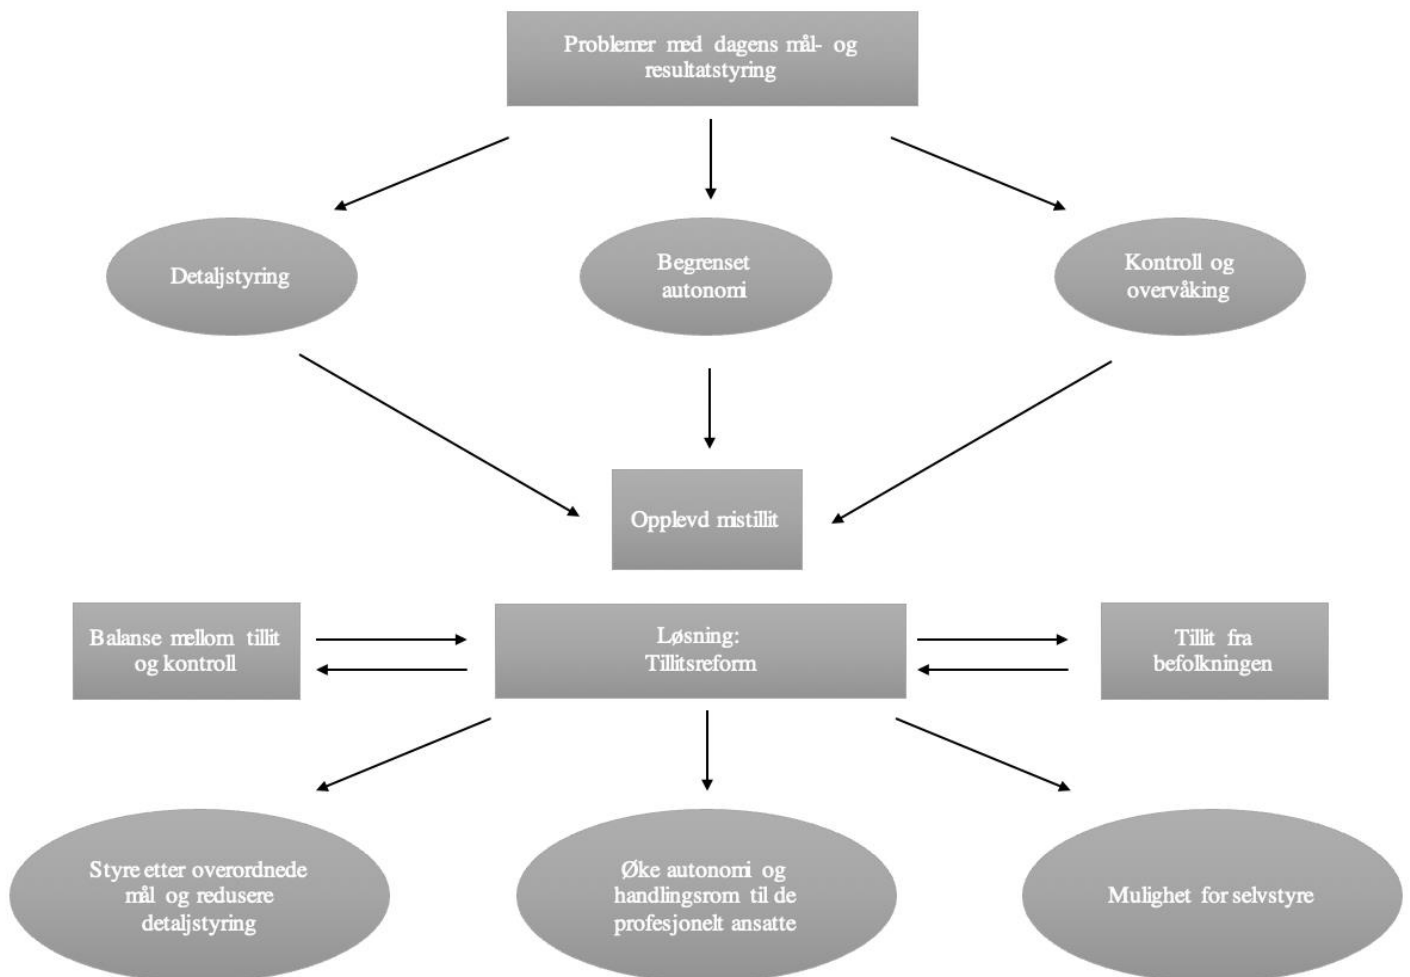 Problemer med dagens mål- og
resultatstyring
Detaljstyring
Begrenset
autonomi
Kontroll og
overvåking
Opplevd mistillit
Balanse mellom tillit
og kontroll
Løsning:
Tillitsreform
Tillit fra
befolkningen
Styre etter overordnede
mål og redusere
detaljstyring
Øke autonomi og
handlingsrom til de
profesjonelt ansatte
Mulighet for selvstyre